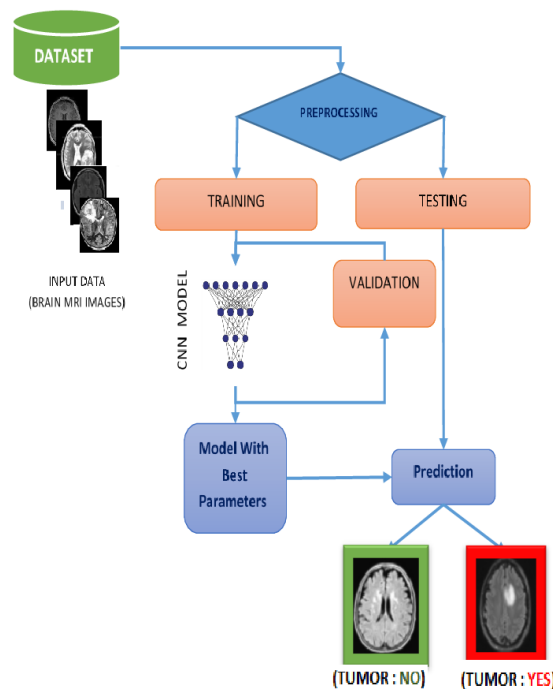 DATASET
PREPROCESSING
TRAINING
TESTING
INPUT DATA
(BRAIN MRI IMAGES)
CNN MODEL
VALIDATION
Model With
Best
Parameters
Prediction
(TUMOR : NO)
(TUMOR : YES)